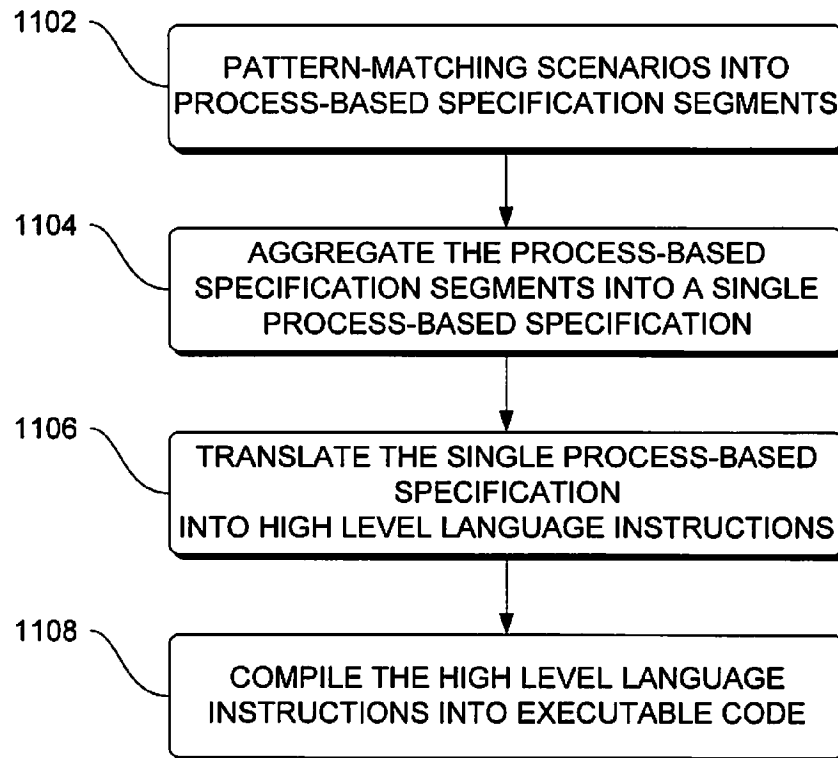 1102
PATTERN-MATCHING SCENARIOS INTO
PROCESS-BASED SPECIFICATION SEGMENTS
1104
AGGREGATE THE PROCESS-BASED
SPECIFICATION SEGMENTS INTO A SINGLE
PROCESS-BASED SPECIFICATION
1106
TRANSLATE THE SINGLE PROCESS-BASED
SPECIFICATION
INTO HIGH LEVEL LANGUAGE INSTRUCTIONS
1108
COMPILE THE HIGH LEVEL LANGUAGE
INSTRUCTIONS INTO EXECUTABLE CODE